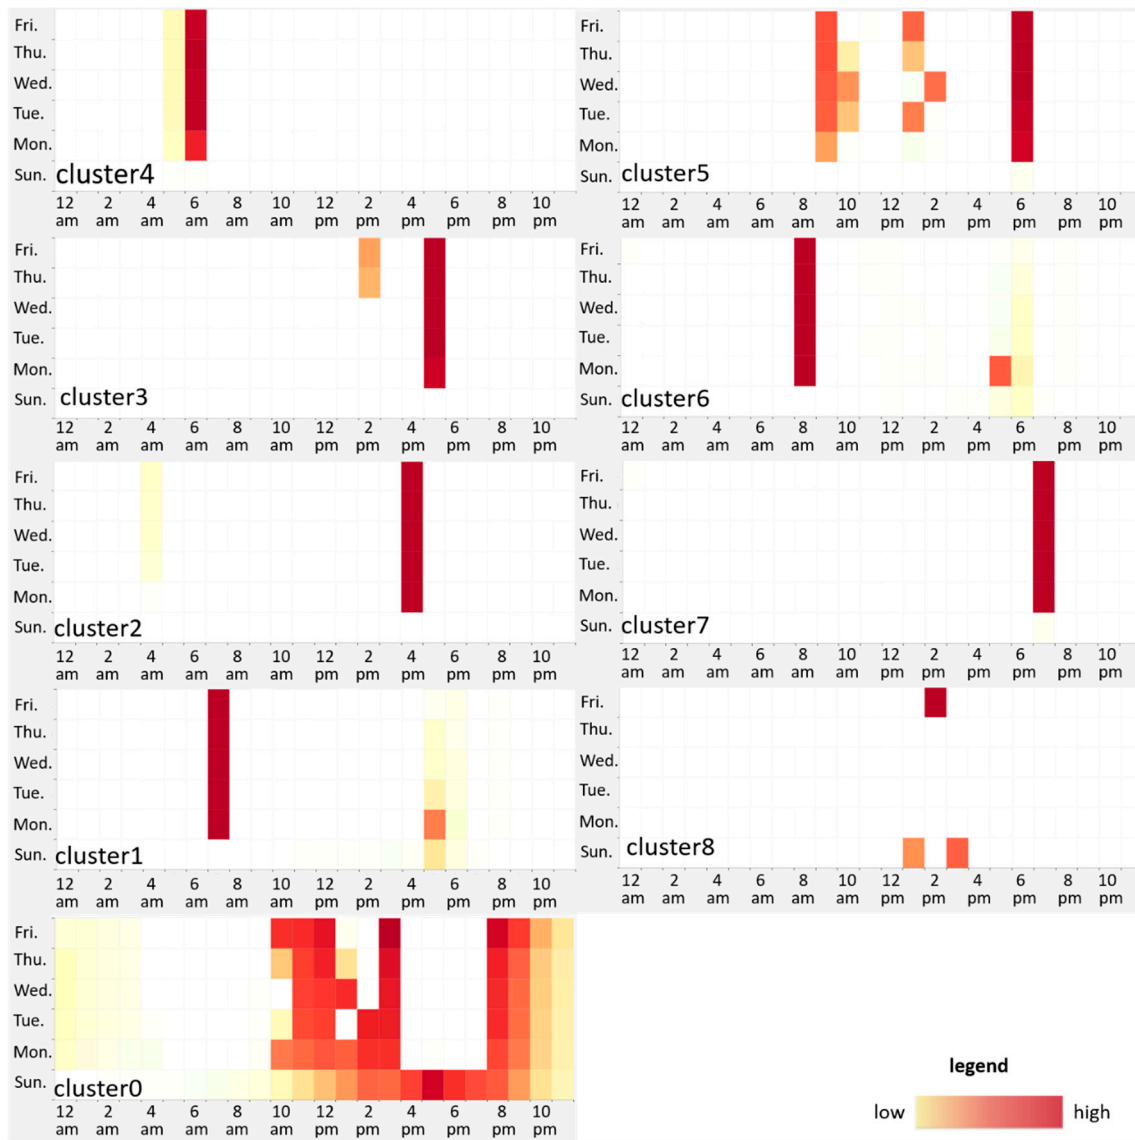 Fri.
Thu.
Wed.
Tue.
Mon.
Sun.
cluster4
12 am 2 am 4 am 6 am 8 am 10 am 12 pm 2 pm 4 pm 6 pm 8 pm 10 pm
Fri.
Thu.
Wed.
Tue.
Mon.
Sun.
cluster5
12 am 2 am 4 am 6 am 8 am 10 am 12 pm 2 pm 4 pm 6 pm 8 pm 10 pm
Fri.
Thu.
Wed.
Tue.
Mon.
Sun.
cluster3
12 am 2 am 4 am 6 am 8 am 10 am 12 pm 2 pm 4 pm 6 pm 8 pm 10 pm
Fri.
Thu.
Wed.
Tue.
Mon.
Sun.
cluster6
12 am 2 am 4 am 6 am 8 am 10 am 12 pm 2 pm 4 pm 6 pm 8 pm 10 pm
Fri.
Thu.
Wed.
Tue.
Mon.
Sun.
cluster2
12 am 2 am 4 am 6 am 8 am 10 am 12 pm 2 pm 4 pm 6 pm 8 pm 10 pm
Fri.
Thu.
Wed.
Tue.
Mon.
Sun.
cluster7
12 am 2 am 4 am 6 am 8 am 10 am 12 pm 2 pm 4 pm 6 pm 8 pm 10 pm
Fri.
Thu.
Wed.
Tue.
Mon.
Sun.
cluster1
12 am 2 am 4 am 6 am 8 am 10 am 12 pm 2 pm 4 pm 6 pm 8 pm 10 pm
Fri.
Thu.
Wed.
Tue.
Mon.
Sun.
cluster8
12 am 2 am 4 am 6 am 8 am 10 am 12 pm 2 pm 4 pm 6 pm 8 pm 10 pm
Fri.
Thu.
Wed.
Tue.
Mon.
Sun.
cluster0
12 am 2 am 4 am 6 am 8 am 10 am 12 pm 2 pm 4 pm 6 pm 8 pm 10 pm
legend
low high